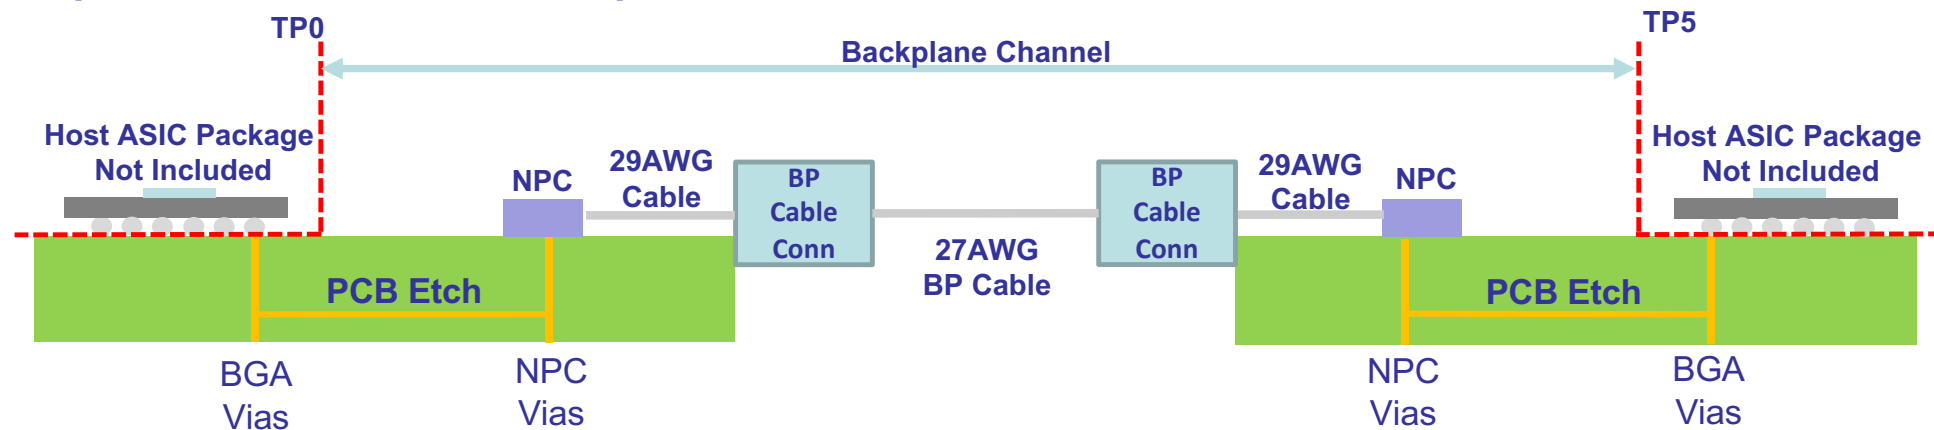 TP0
TP5
Backplane Channel
Host ASIC Package
Not Included
Host ASIC Package
Not Included
NPC
29AWG
Cable
BP
Cable
Conn
27AWG
BP Cable
BP
Cable
Conn
29AWG
Cable
NPC
PCB Etch
PCB Etch
BGA
Vias
NPC
Vias
NPC
Vias
BGA
Vias